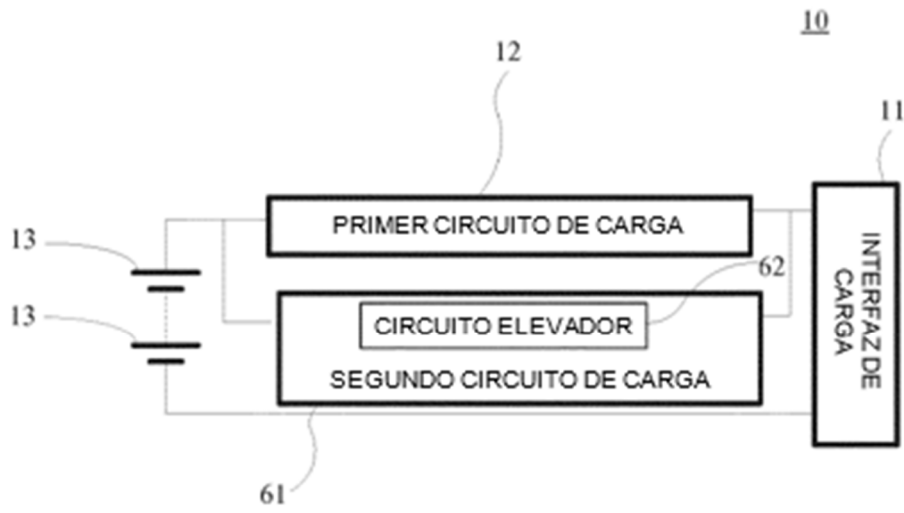 10
12
11
PRIMER CIRCUITO DE CARGA
13
62
13
CIRCUITO ELEVADOR
SEGUNDO CIRCUITO DE CARGA
INTERFAZ DE
CARGA
61